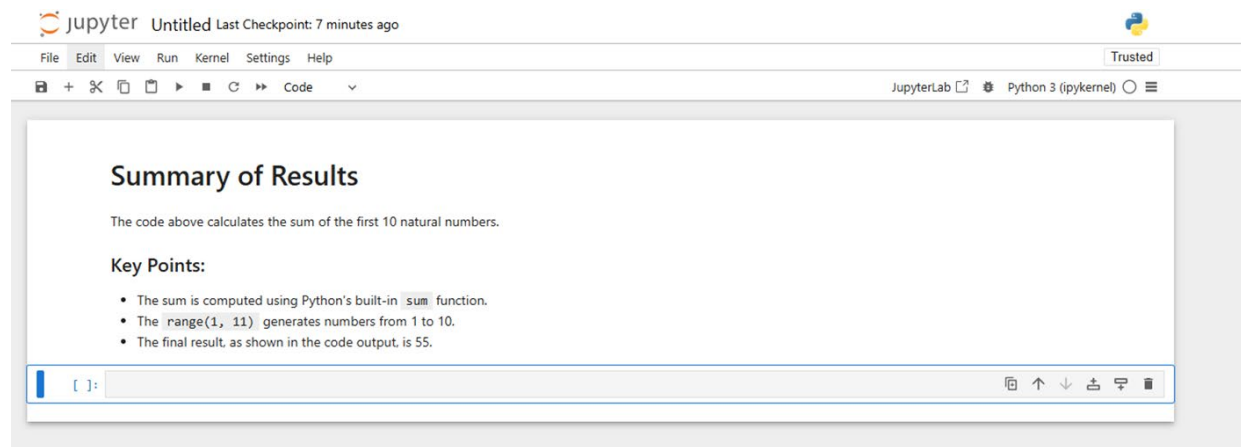 jupyter Untitled Last Checkpoint: 7 minutes ago
File Edit View Run Kernel Settings Help Trusted
Code JupyterLab Python 3 (ipykernel)
Summary of Results
The code above calculates the sum of the first 10 natural numbers.
Key Points:
• The sum is computed using Python's built-in sum function.
• The range(1, 11) generates numbers from 1 to 10.
• The final result, as shown in the code output, is 55.
[ ]: